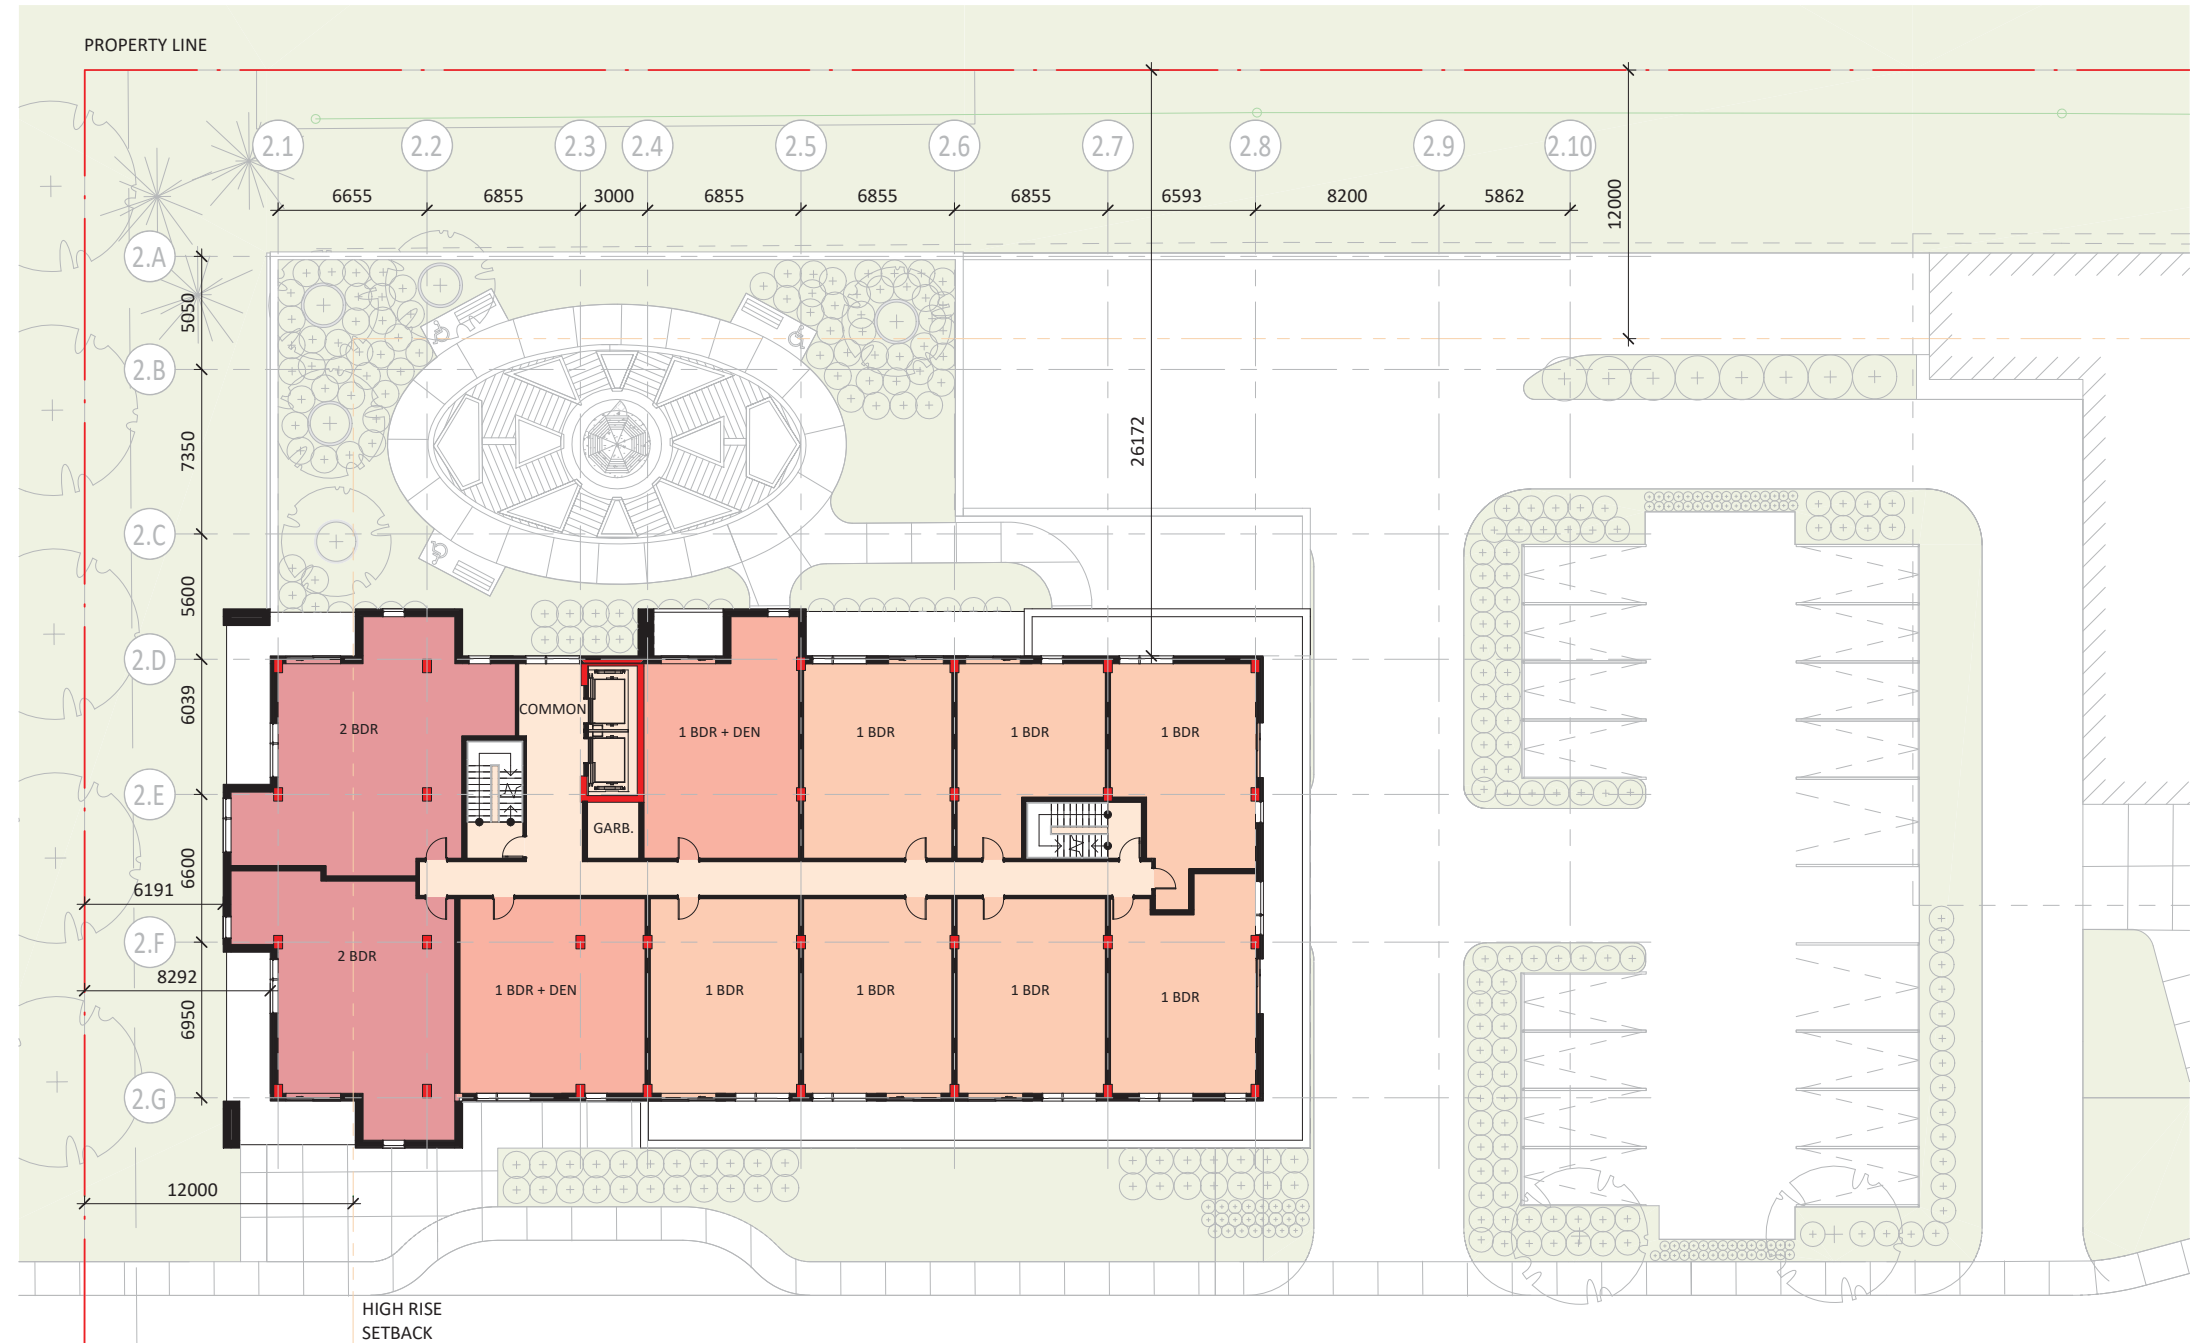 PROPERTY LINE
2.1 2.2 2.3 2.4 2.5 2.6 2.7 2.8 2.9 2.10
6655 6855 3000 6855 6855 6855 6593 8200 5862
12000
2.A
5050
2.B
7350
26172
2.C
5600
2.D
6039
2 BDR
COMMON
1 BDR + DEN
1 BDR
1 BDR
1 BDR
2.E
GARB.
6600
6191
2.F
2 BDR
8292
1 BDR + DEN
1 BDR
1 BDR
1 BDR
1 BDR
6950
2.G
12000
HIGH RISE
SETBACK